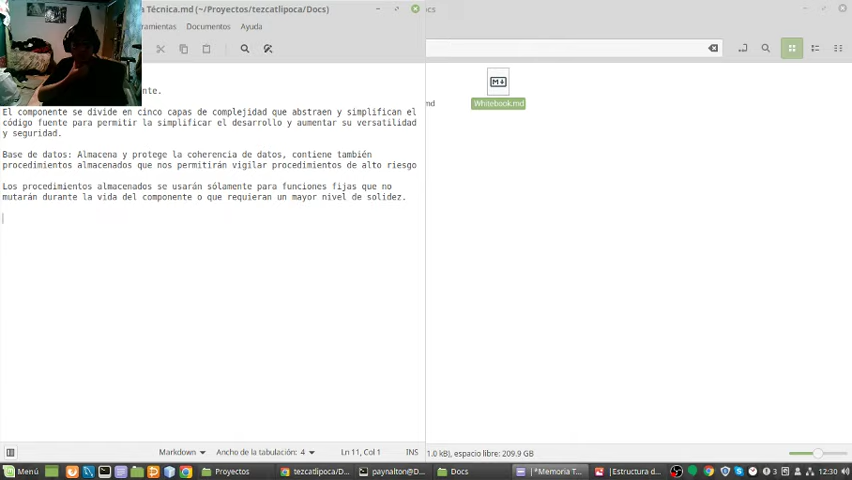 Técnica.md (~/Proyectos/tezcatlipoca/Docs)
ocs
ramientas Documentos Ayuda
nte.
El componente se divide en cinco capas de complejidad que abstraen y simplifican el
código fuente para permitir la simplificar el desarrollo y aumentar su versatilidad
y seguridad.
Base de datos: Almacena y protege la coherencia de datos, contiene también
procedimientos almacenados que nos permitirán vigilar procedimientos de alto riesgo
Los procedimientos almacenados se usarán sólamente para funciones fijas que no
mutarán durante la vida del componente o que requieran un mayor nivel de solidez.
md
Whitebook.md
Markdown Ancho de la tabulación: 4 Ln 11, Col 1 INS
1.0 kB), espacio libre: 209.9 GB
Menú Proyectos tezcatlipoca/D... paynalton@D... Docs *Memoria T... [Estructura d... 3 12:30